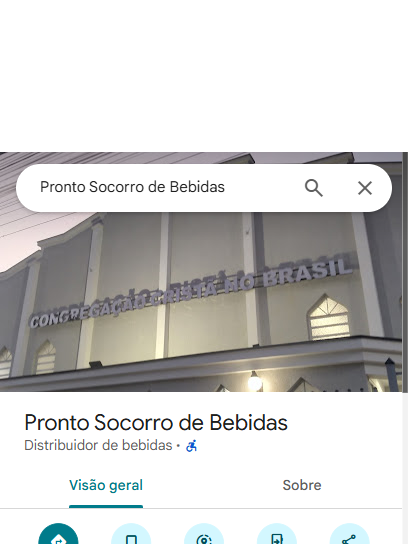 Pronto Socorro de Bebidas
CONGREGAÇÃO CRISTÃ NO BRASIL
Pronto Socorro de Bebidas
Distribuidor de bebidas ·
Visão geral
Sobre